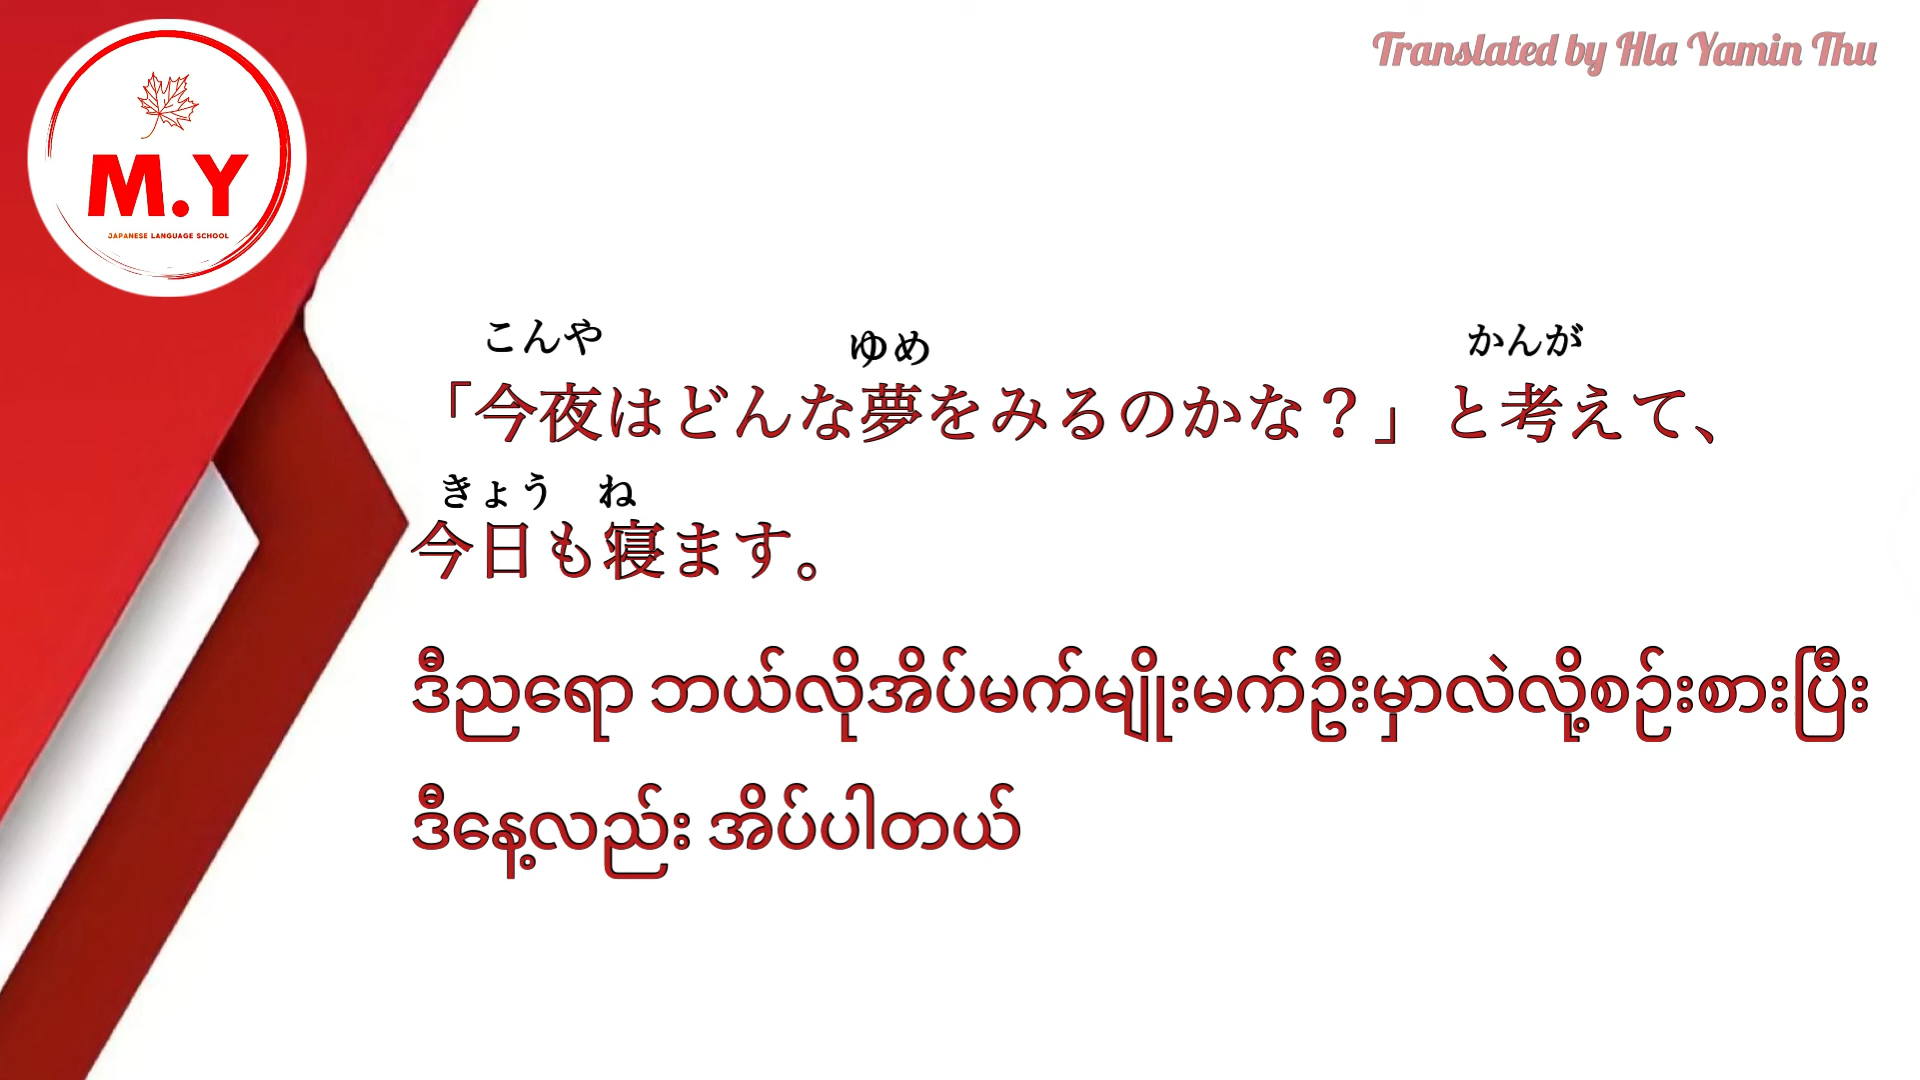 Translated by Hla Yamin Thu
M.Y
JAPANESE LANGUAGE SCHOOL
こんや ゆめ かんが
「今夜はどんな夢をみるのかな？」と考えて、
きょう ね
今日も寝ます。
ဒီညရော ဘယ်လိုအိပ်မက်မျိုးမက်ဦးမှာလဲလို့စဉ်းစားပြီး
ဒီနေ့လည်း အိပ်ပါတယ်